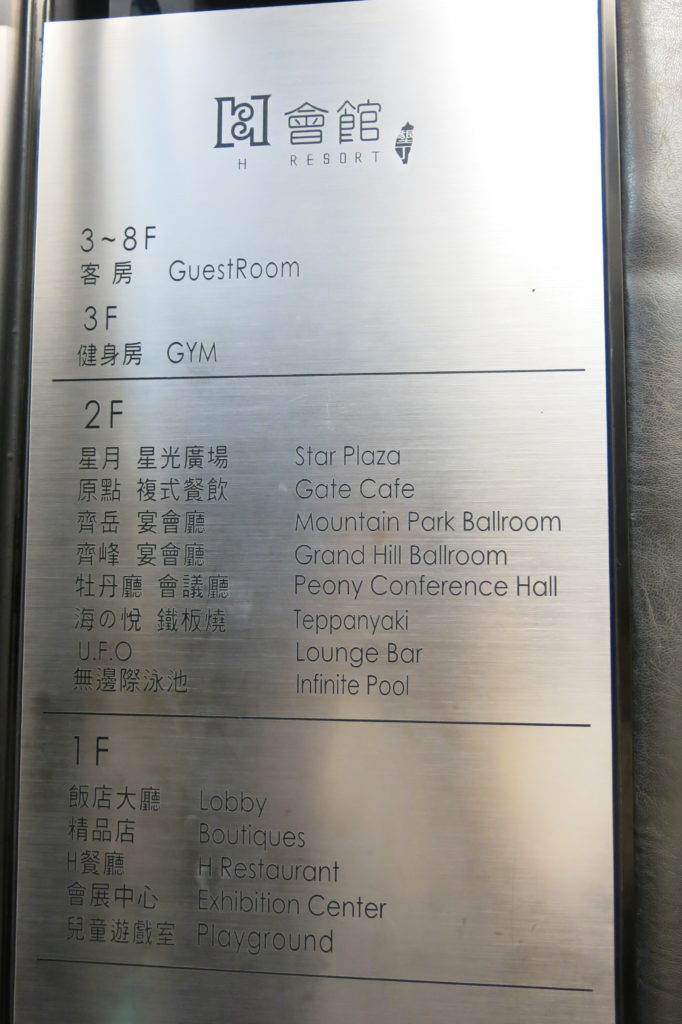 會館 墾丁
H RESORT
3~8F
客房 GuestRoom
3F
健身房 GYM
2F
星月 星光廣場 Star Plaza
原點 複式餐飲 Gate Cafe
齊岳 宴會廳 Mountain Park Ballroom
齊峰 宴會廳 Grand Hill Ballroom
牡丹廳 會議廳 Peony Conference Hall
海の悅 鐵板燒 Teppanyaki
U.F.O Lounge Bar
無邊際泳池 Infinite Pool
1F
飯店大廳 Lobby
精品店 Boutiques
H餐廳 H Restaurant
會展中心 Exhibition Center
兒童遊戲室 Playground